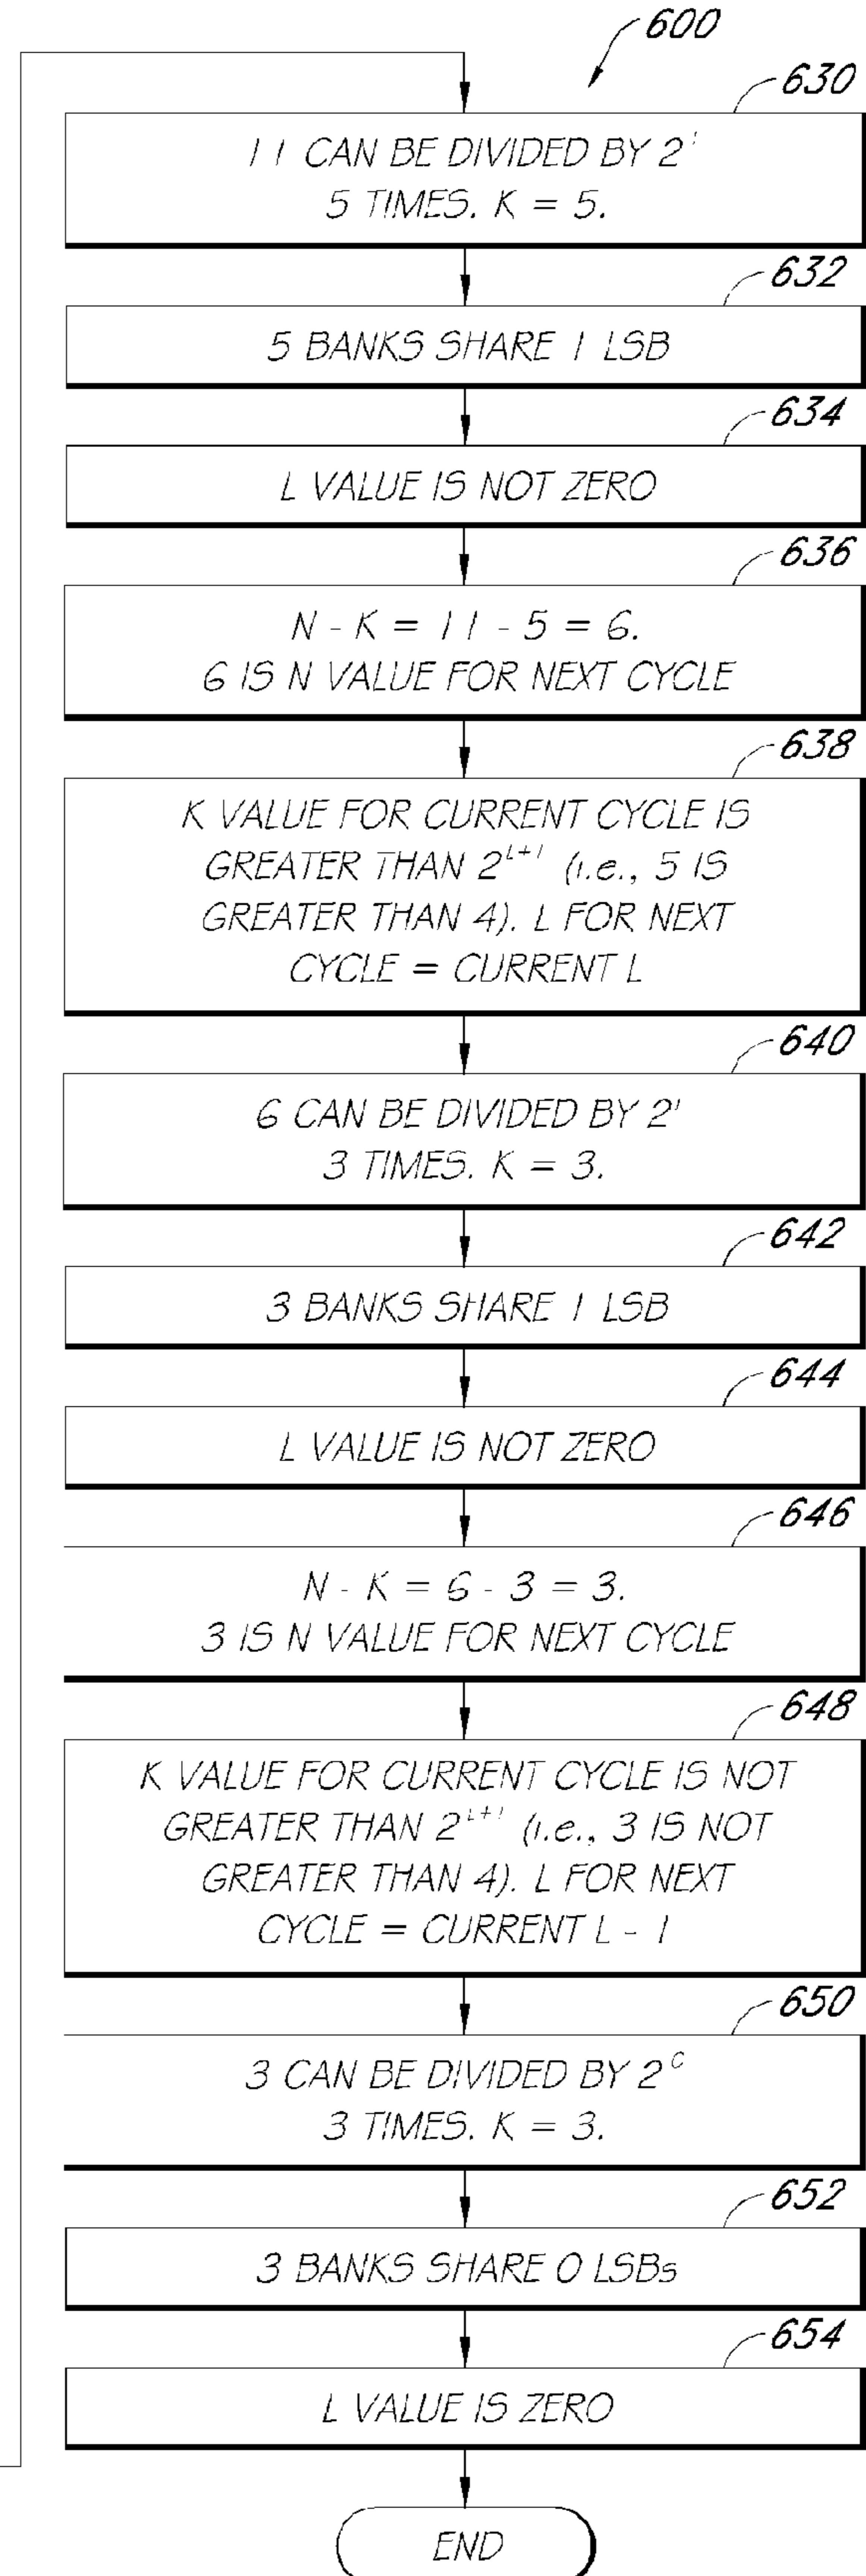 600
630
11 CAN BE DIVIDED BY 2¹
5 TIMES. K = 5.
632
5 BANKS SHARE 1 LSB
634
L VALUE IS NOT ZERO
636
N - K = 11 - 5 = 6.
6 IS N VALUE FOR NEXT CYCLE
638
K VALUE FOR CURRENT CYCLE IS
GREATER THAN 2ᴸ⁺¹ (i.e., 5 IS
GREATER THAN 4). L FOR NEXT
CYCLE = CURRENT L
640
6 CAN BE DIVIDED BY 2¹
3 TIMES. K = 3.
642
3 BANKS SHARE 1 LSB
644
L VALUE IS NOT ZERO
646
N - K = 6 - 3 = 3.
3 IS N VALUE FOR NEXT CYCLE
648
K VALUE FOR CURRENT CYCLE IS NOT
GREATER THAN 2ᴸ⁺¹ (i.e., 3 IS NOT
GREATER THAN 4). L FOR NEXT
CYCLE = CURRENT L - 1
650
3 CAN BE DIVIDED BY 2⁰
3 TIMES. K = 3.
652
3 BANKS SHARE 0 LSBs
654
L VALUE IS ZERO
END